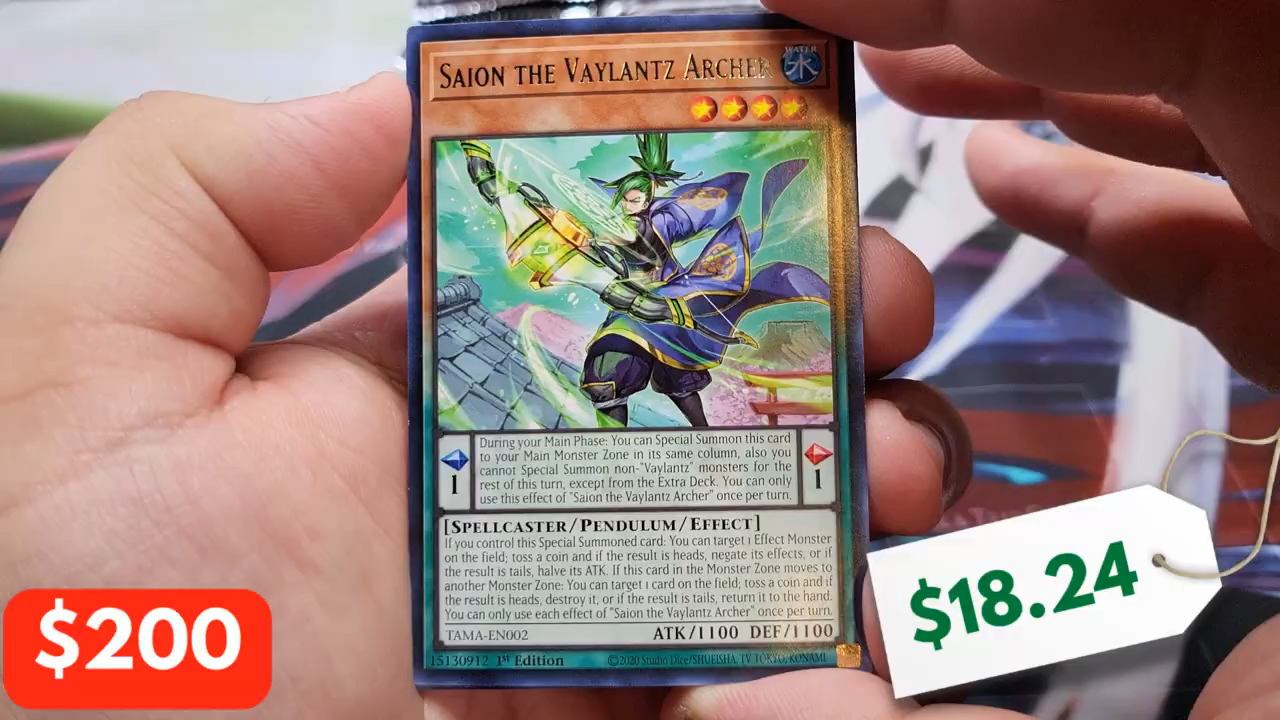 SAION THE VAYLANTZ ARCHER
WATER
水
During your Main Phase: You can Special Summon this card
to your Main Monster Zone in its same column, also you
cannot Special Summon non-"Vaylantz" monsters for the
rest of this turn, except from the Extra Deck. You can only
use this effect of "Saion the Vaylantz Archer" once per turn.
1
1
[SPELLCASTER/PENDULUM/EFFECT]
If you control this Special Summoned card: You can target 1 Effect Monster
on the field; toss a coin and if the result is heads, negate its effects, or if
the result is tails, halve its ATK. If this card in the Monster Zone moves to
another Monster Zone: You can target 1 card on the field; toss a coin and if
the result is heads, destroy it, or if the result is tails, return it to the hand.
You can only use each effect of "Saion the Vaylantz Archer" once per turn.
TAMA-EN002
ATK/1100 DEF/1100
15130912 1st Edition
©2020 Studio Dice/SHUEISHA, TV TOKYO, KONAMI
$200
$18.24